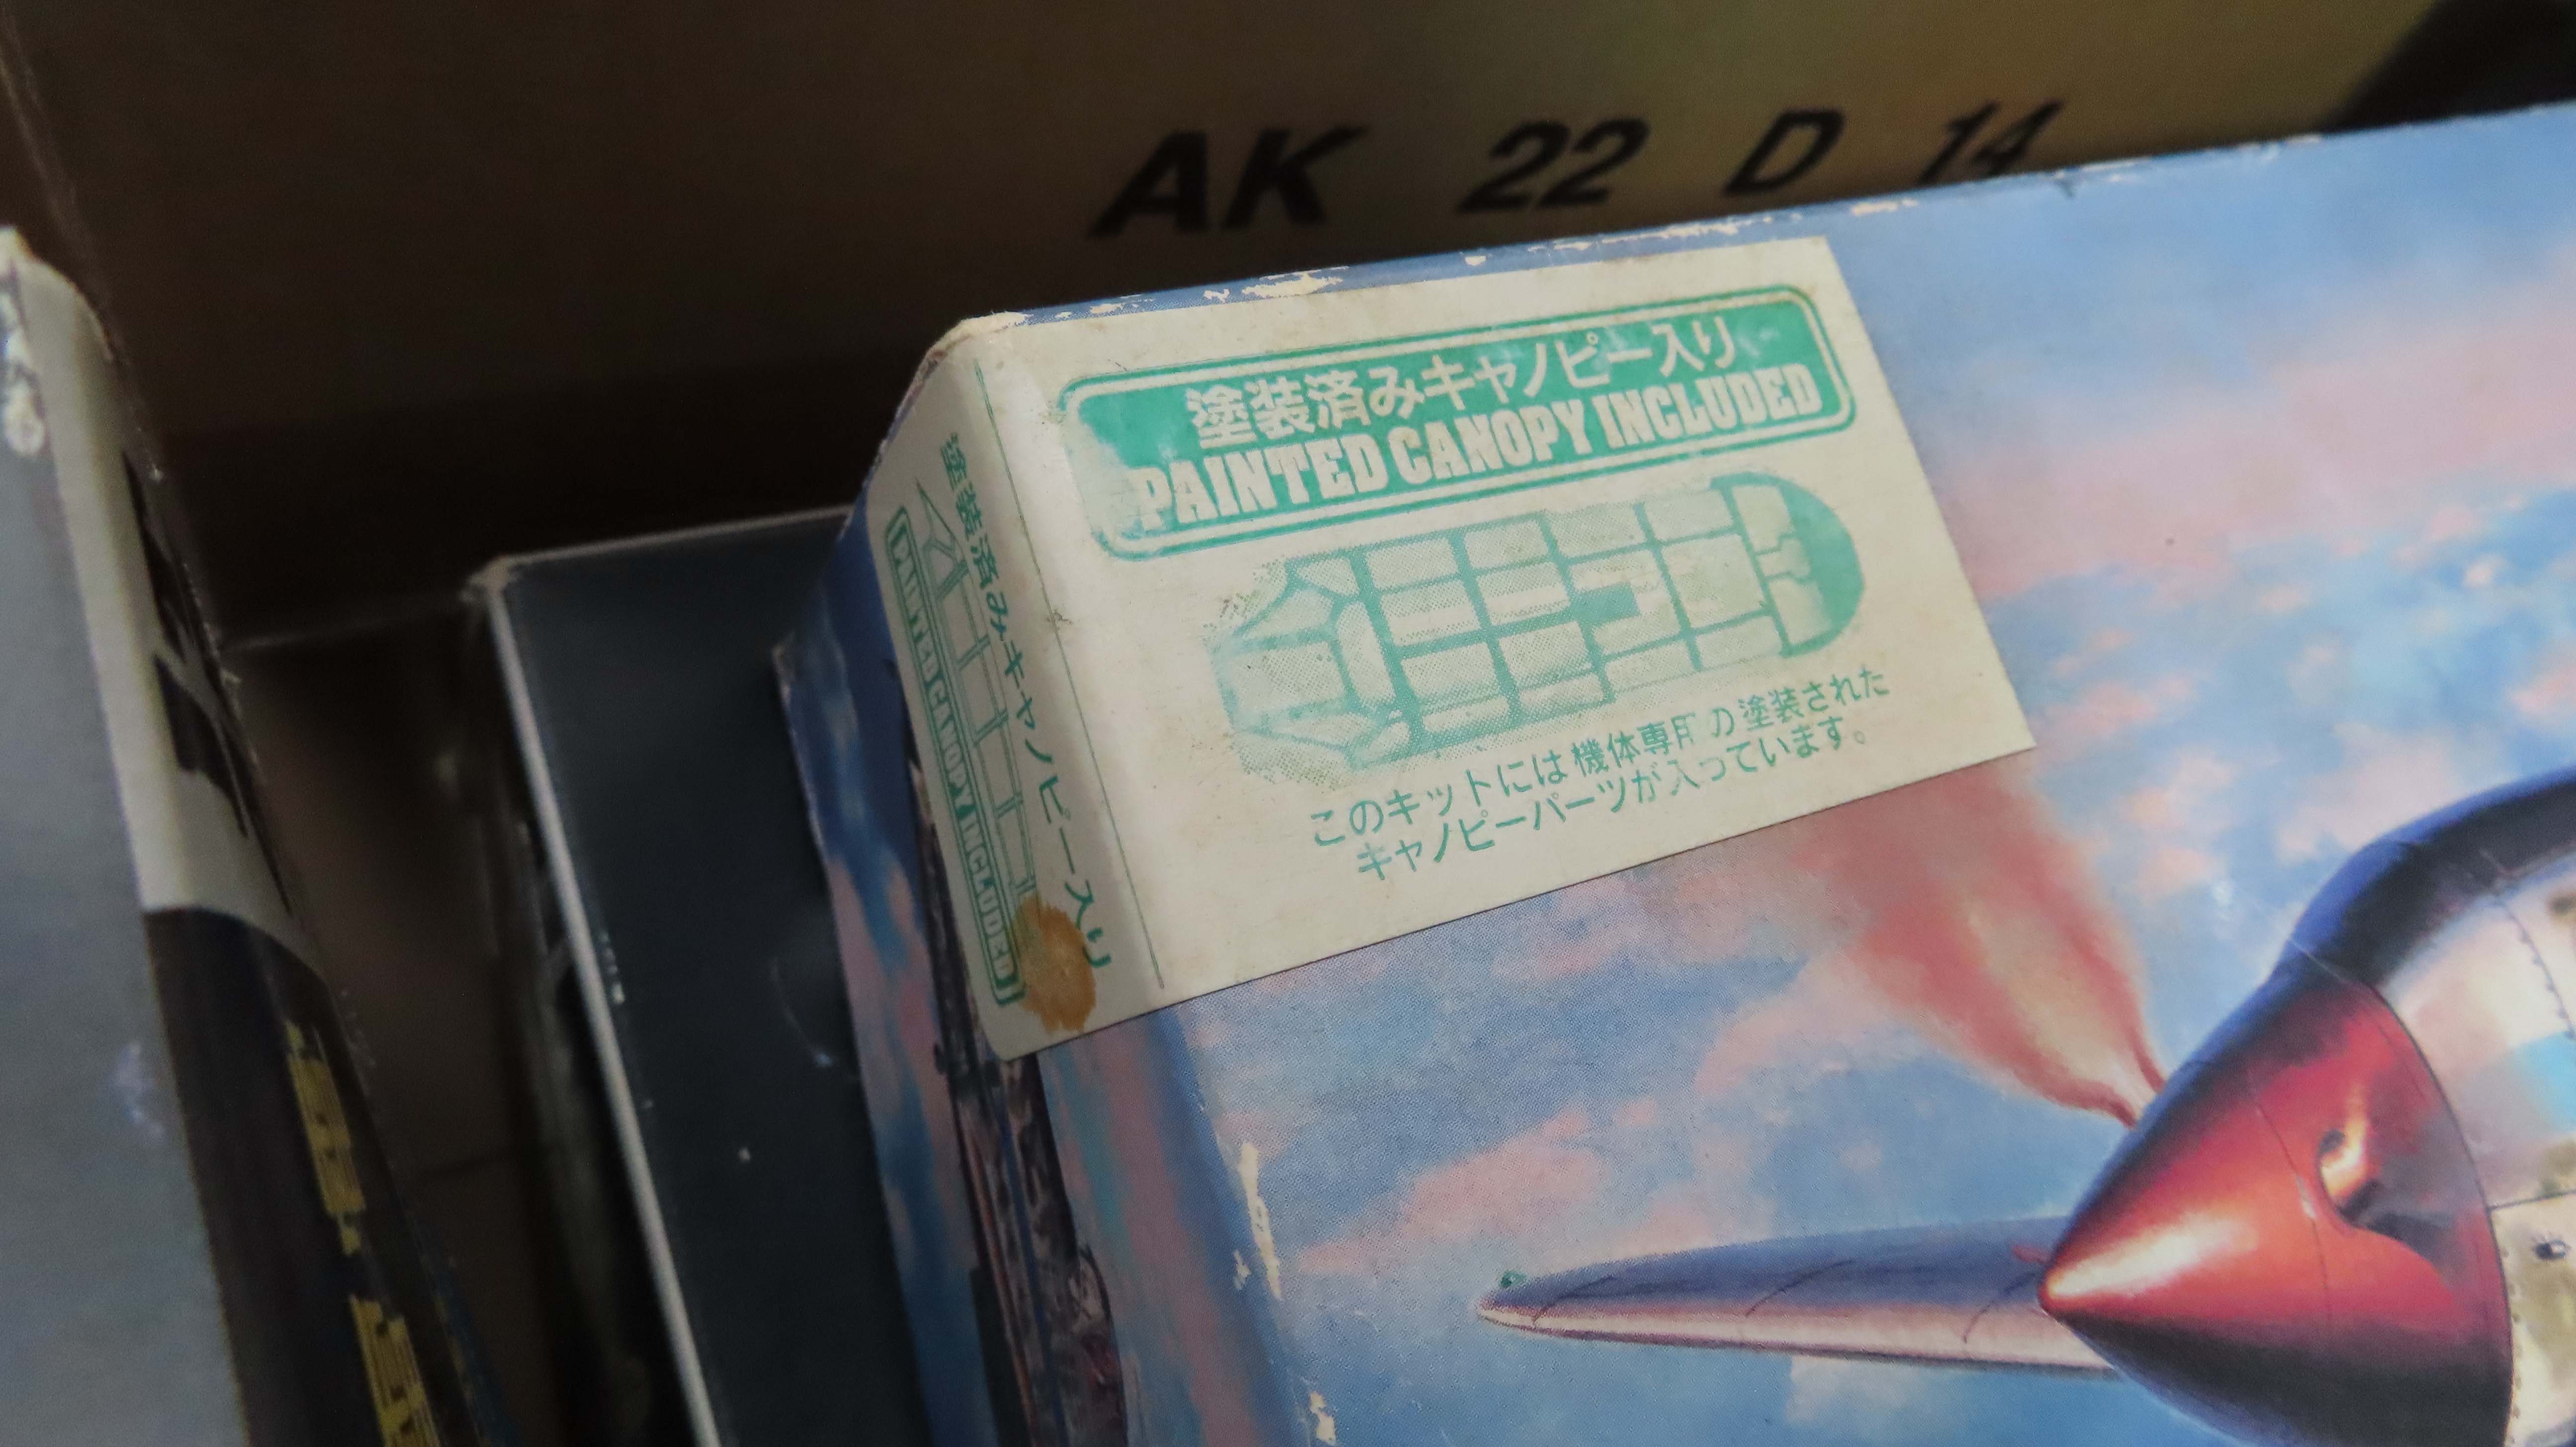 AK 22 D 14
塗装済みキャノピー入り
PAINTED CANOPY INCLUDED
このキットには機体専用の塗装された
キャノピーパーツが入っています。
塗装済みキャノピー入り
PAINTED CANOPY INCLUDED